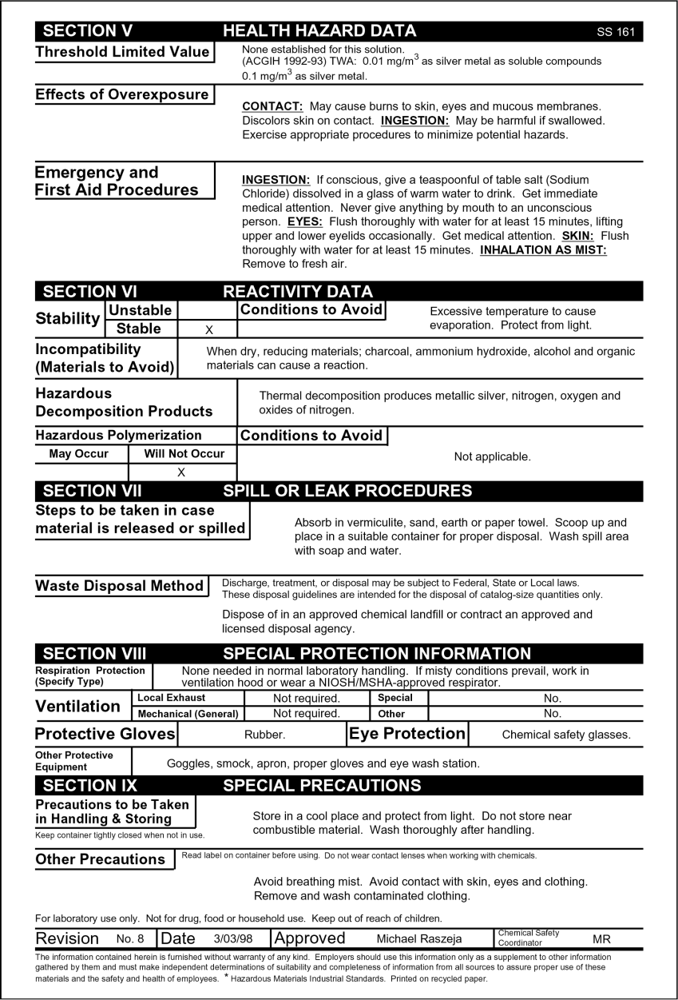 SECTION V HEALTH HAZARD DATA SS 161
Threshold Limited Value
None established for this solution.
(ACGIH 1992-93) TWA: 0.01 mg/m3 as silver metal as soluble compounds
0.1 mg/m3 as silver metal.
Effects of Overexposure
CONTACT: May cause burns to skin, eyes and mucous membranes.
Discolors skin on contact. INGESTION: May be harmful if swallowed.
Exercise appropriate procedures to minimize potential hazards.
Emergency and
First Aid Procedures
INGESTION: If conscious, give a teaspoonful of table salt (Sodium
Chloride) dissolved in a glass of warm water to drink. Get immediate
medical attention. Never give anything by mouth to an unconscious
person. EYES: Flush thoroughly with water for at least 15 minutes, lifting
upper and lower eyelids occasionally. Get medical attention. SKIN: Flush
thoroughly with water for at least 15 minutes. INHALATION AS MIST:
Remove to fresh air.
SECTION VI REACTIVITY DATA
Stability
Unstable
Stable X
Conditions to Avoid
Excessive temperature to cause
evaporation. Protect from light.
Incompatibility
(Materials to Avoid)
When dry, reducing materials; charcoal, ammonium hydroxide, alcohol and organic
materials can cause a reaction.
Hazardous
Decomposition Products
Thermal decomposition produces metallic silver, nitrogen, oxygen and
oxides of nitrogen.
Hazardous Polymerization
May Occur Will Not Occur
X
Conditions to Avoid
Not applicable.
SECTION VII SPILL OR LEAK PROCEDURES
Steps to be taken in case
material is released or spilled
Absorb in vermiculite, sand, earth or paper towel. Scoop up and
place in a suitable container for proper disposal. Wash spill area
with soap and water.
Waste Disposal Method
Discharge, treatment, or disposal may be subject to Federal, State or Local laws.
These disposal guidelines are intended for the disposal of catalog-size quantities only.
Dispose of in an approved chemical landfill or contract an approved and
licensed disposal agency.
SECTION VIII SPECIAL PROTECTION INFORMATION
Respiration Protection
(Specify Type)
None needed in normal laboratory handling. If misty conditions prevail, work in
ventilation hood or wear a NIOSH/MSHA-approved respirator.
Ventilation
Local Exhaust Not required. Special No.
Mechanical (General) Not required. Other No.
Protective Gloves Rubber. Eye Protection Chemical safety glasses.
Other Protective
Equipment
Goggles, smock, apron, proper gloves and eye wash station.
SECTION IX SPECIAL PRECAUTIONS
Precautions to be Taken
in Handling & Storing
Keep container tightly closed when not in use.
Store in a cool place and protect from light. Do not store near
combustible material. Wash thoroughly after handling.
Other Precautions
Read label on container before using. Do not wear contact lenses when working with chemicals.
Avoid breathing mist. Avoid contact with skin, eyes and clothing.
Remove and wash contaminated clothing.
For laboratory use only. Not for drug, food or household use. Keep out of reach of children.
Revision No. 8 Date 3/03/98 Approved Michael Raszeja
Chemical Safety
Coordinator
MR
The information contained herein is furnished without warranty of any kind. Employers should use this information only as a supplement to other information
gathered by them and must make independent determinations of suitability and completeness of information from all sources to assure proper use of these
materials and the safety and health of employees. * Hazardous Materials Industrial Standards. Printed on recycled paper.